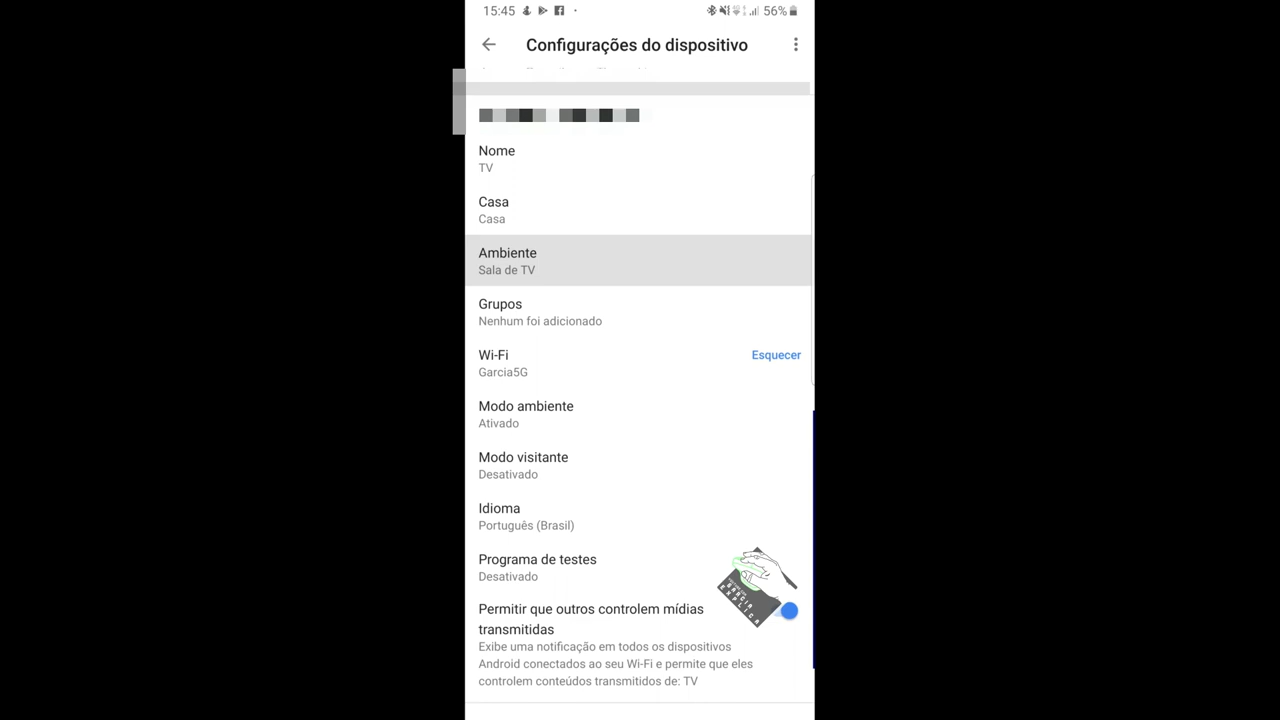 15:45
56%
Configurações do dispositivo
Nome
TV
Casa
Casa
Ambiente
Sala de TV
Grupos
Nenhum foi adicionado
Wi-Fi
Esquecer
Garcia5G
Modo ambiente
Ativado
Modo visitante
Desativado
Idioma
Português (Brasil)
Programa de testes
Desativado
GARCIA
EXPLICA
Permitir que outros controlem mídias
transmitidas
Exibe uma notificação em todos os dispositivos
Android conectados ao seu Wi-Fi e permite que eles
controlem conteúdos transmitidos de: TV